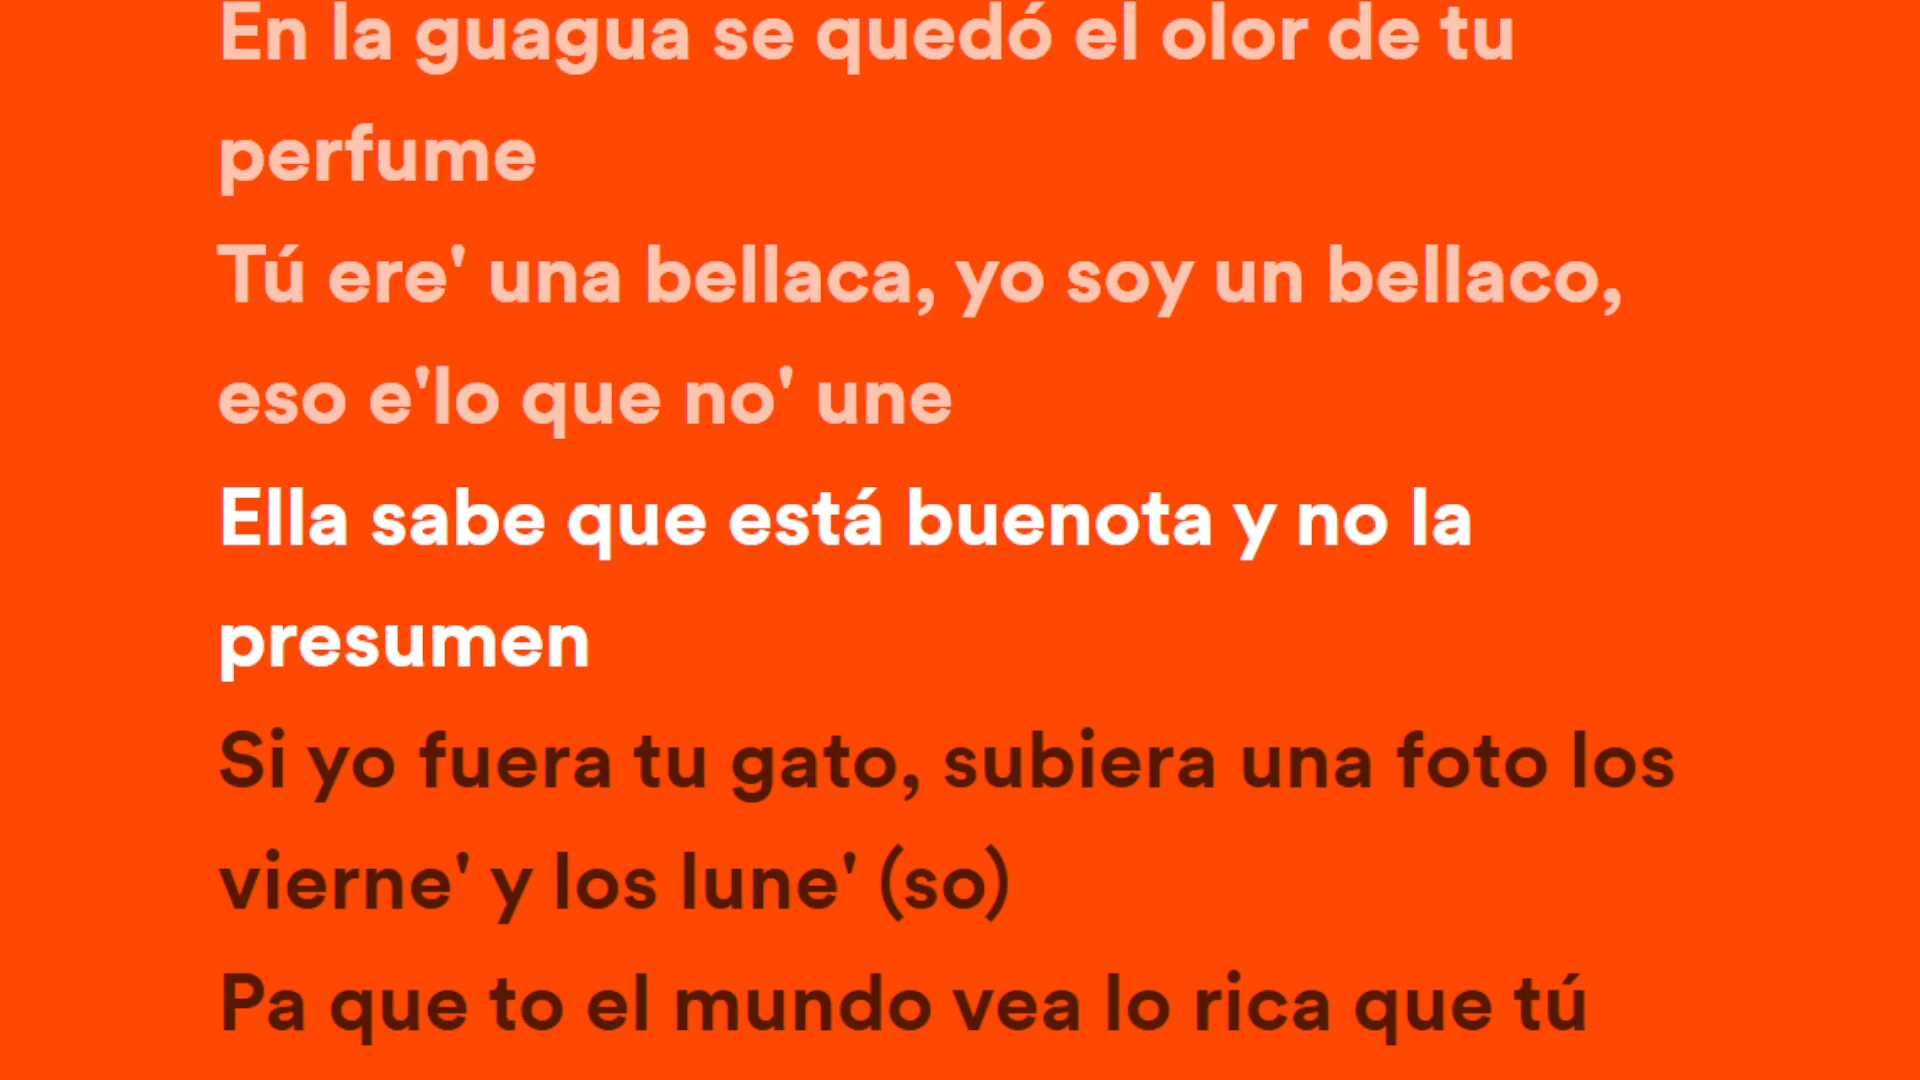 En la guagua se quedó el olor de tu
perfume
Tú ere' una bellaca, yo soy un bellaco,
eso e'lo que no' une
Ella sabe que está buenota y no la
presumen
Si yo fuera tu gato, subiera una foto los
vierne' y los lune' (so)
Pa que to el mundo vea lo rica que tú